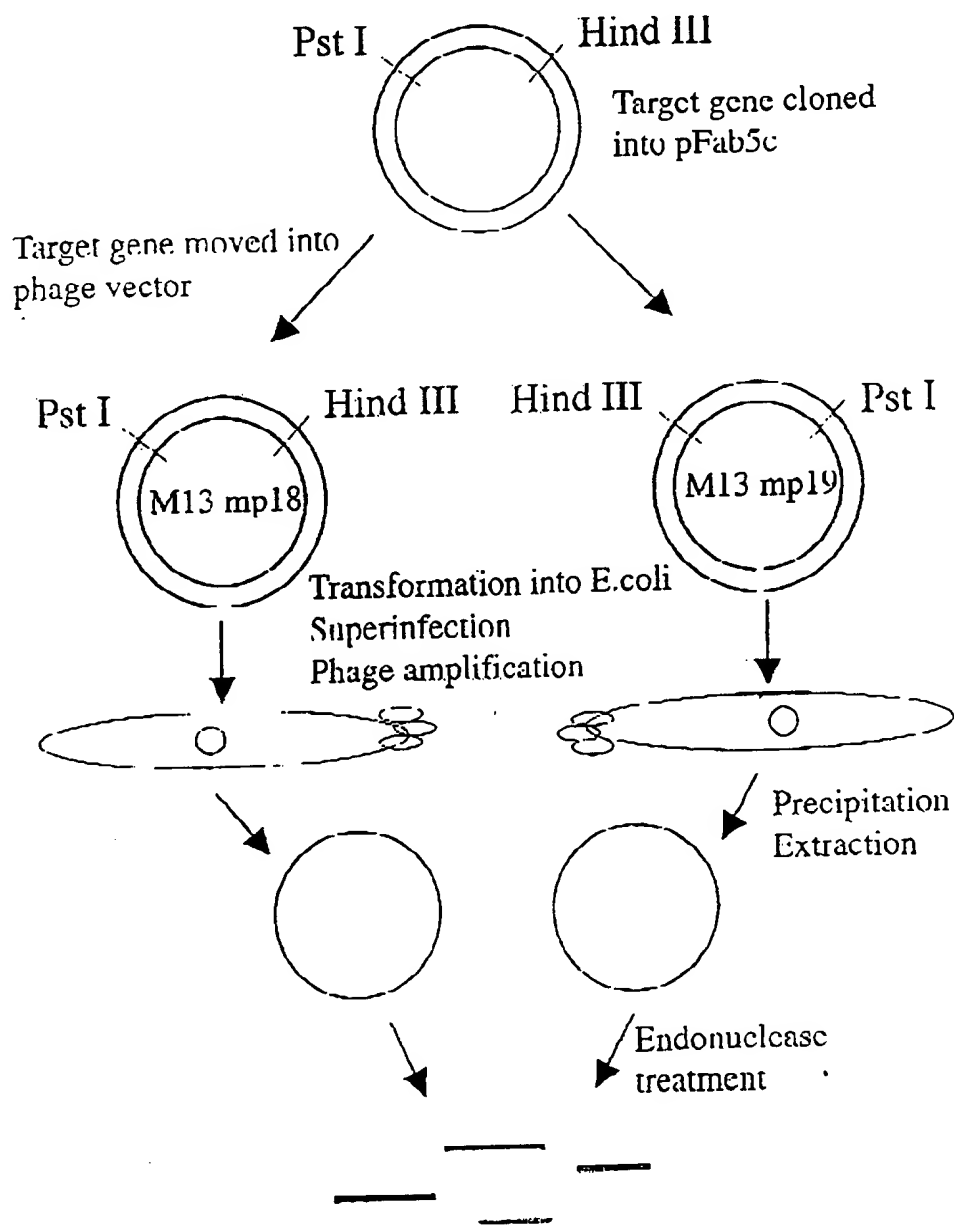 Pst I
Hind III
Target gene cloned
into pFab5c
Target gene moved into
phage vector
Pst I
Hind III
Hind III
Pst I
M13 mp18
M13 mp19
Transformation into E.coli
Superinfection
Phage amplification
Precipitation
Extraction
Endonuclease
treatment